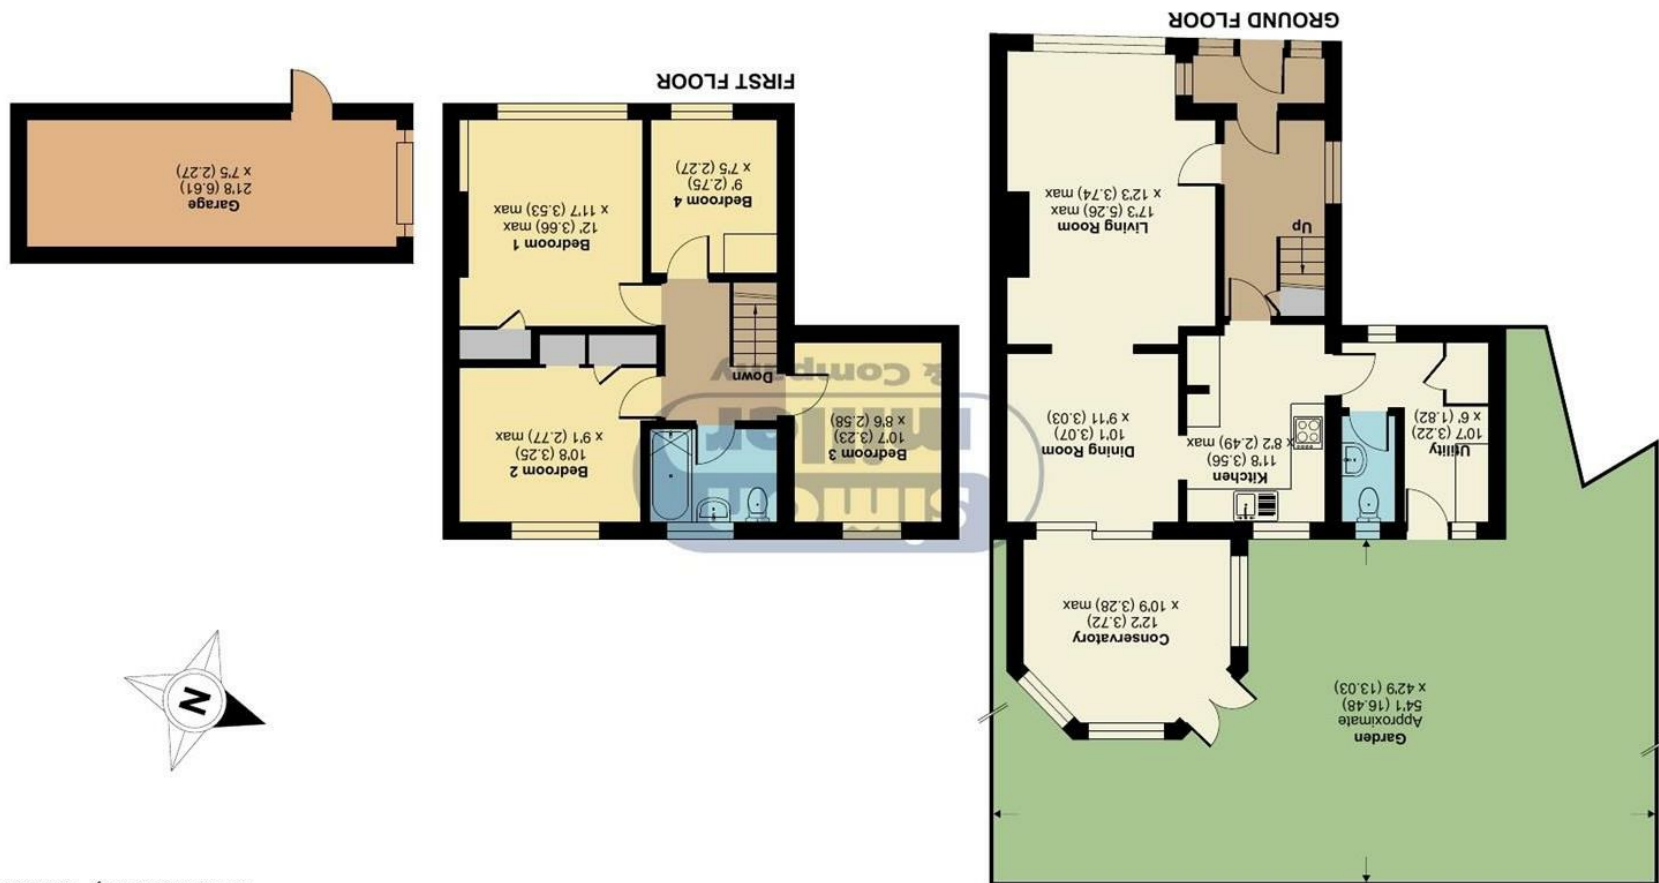 Garden
Approximate
54'1 (16.48)
x 42'9 (13.03)
Conservatory
12'2 (3.72)
x 10'9 (3.28) max
Utility
10'7 (3.22)
x 6' (1.82)
Kitchen
11'8 (3.56)
x 8'2 (2.49) max
Dining Room
10'1 (3.07)
x 9'11 (3.03)
Up
Living Room
17'3 (5.26) max
x 12'3 (3.74) max
GROUND FLOOR
simon
miller
& Company
Bedroom 3
10'7 (3.23)
x 8'6 (2.58)
Bedroom 2
10'8 (3.25)
x 9'1 (2.77) max
Down
Bedroom 4
9' (2.75)
x 7'5 (2.27)
Bedroom 1
12' (3.66) max
x 11'7 (3.53) max
FIRST FLOOR
Garage
21'8 (6.61)
x 7'5 (2.27)
N